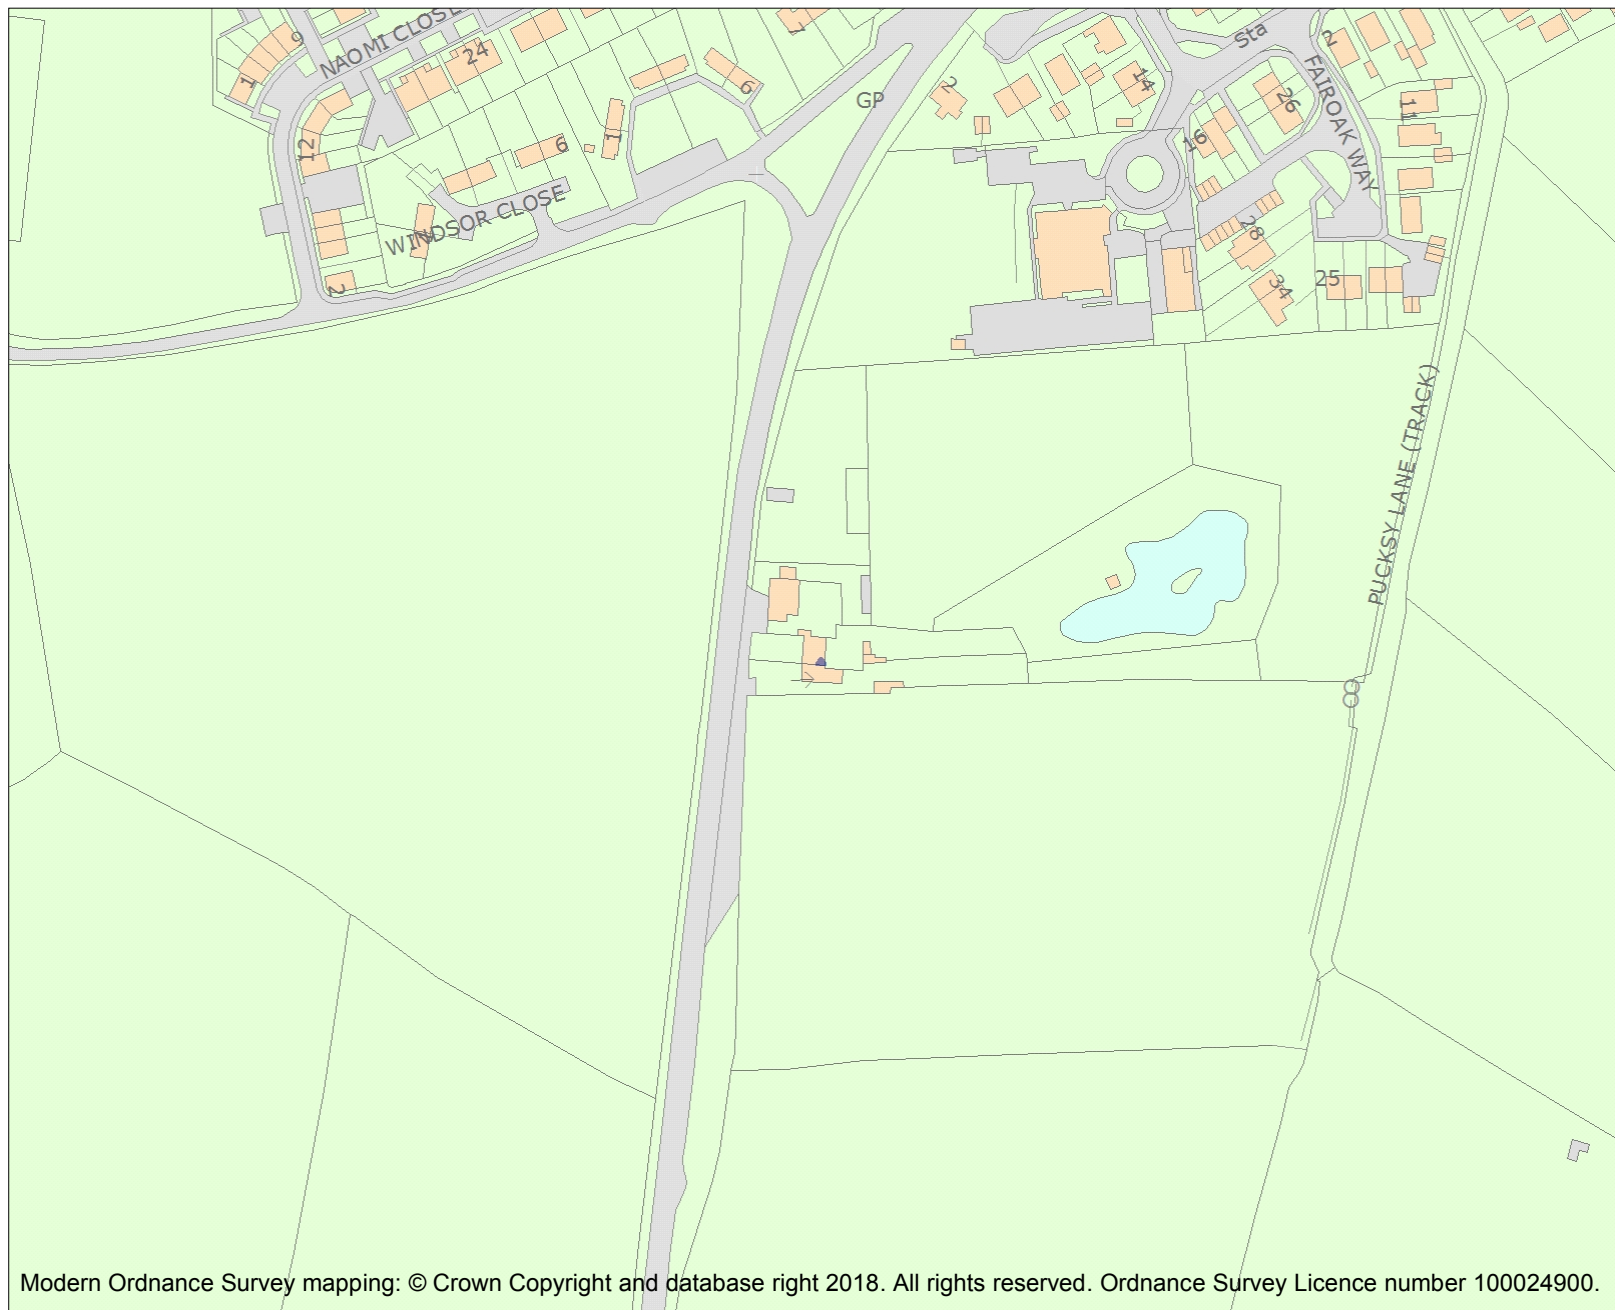 9
NAOMI CLOSE
24
1
7
6
GP
2
14
Sta
2
FAIROAK WAY
26
11
12
1
6
16
WINDSOR CLOSE
2
28
34
25
PUCKSY LANE (TRACK)
Modern Ordnance Survey mapping: © Crown Copyright and database right 2018. All rights reserved. Ordnance Survey Licence number 100024900.